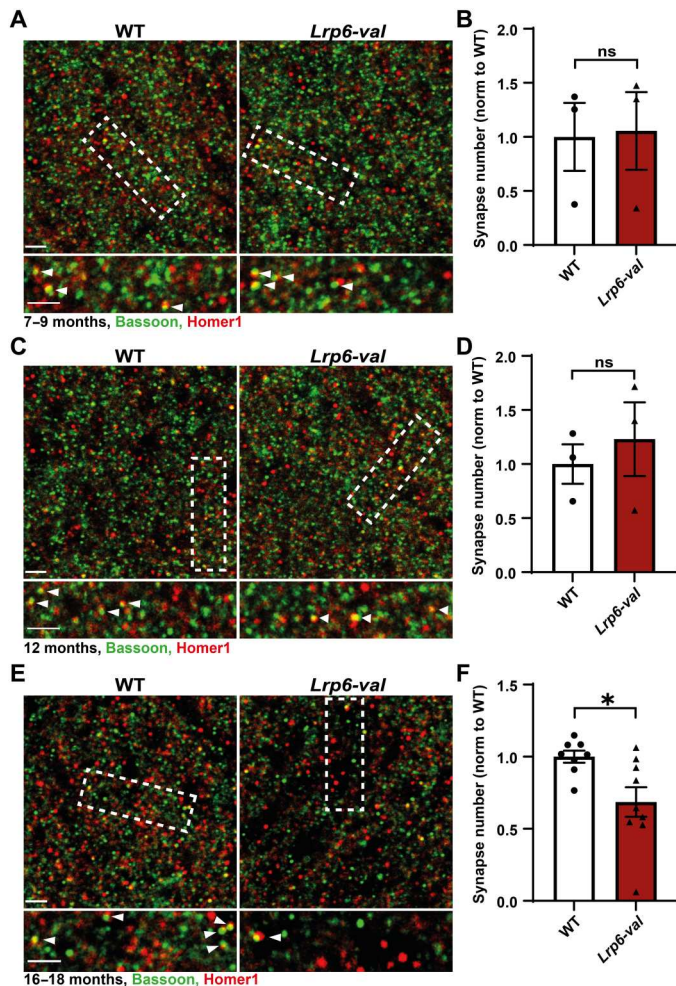 A
WT
Lrp6-val
7–9 months, Bassoon, Homer1
B
Synapse number (norm to WT)
2.0
1.5
1.0
0.5
0.0
ns
WT
Lrp6-val
C
WT
Lrp6-val
12 months, Bassoon, Homer1
D
Synapse number (norm to WT)
2.0
1.5
1.0
0.5
0.0
ns
WT
Lrp6-val
E
WT
Lrp6-val
16–18 months, Bassoon, Homer1
F
Synapse number (norm to WT)
1.5
1.0
0.5
0.0
*
WT
Lrp6-val